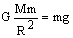 G Mm/R² = mg